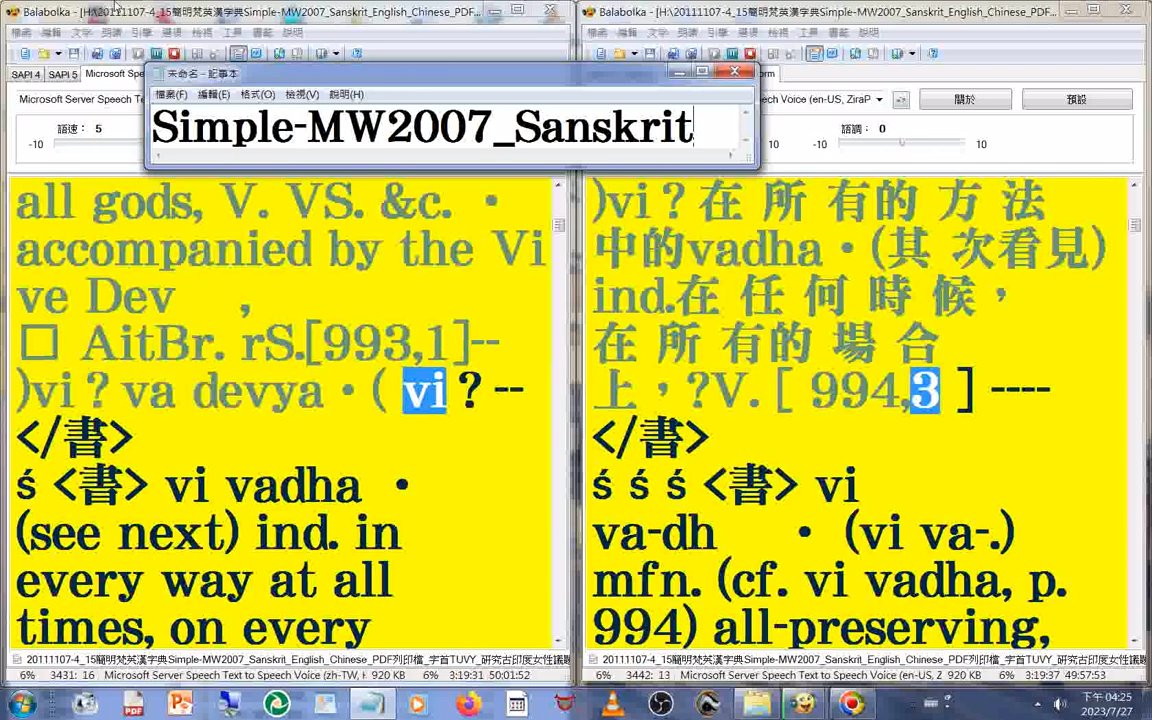 Balabolka - [H:\20111107-4_15簡明梵英漢字典Simple-MW2007_Sanskrit_English_Chinese_PDF...
Balabolka - [H:\20111107-4_15簡明梵英漢字典Simple-MW2007_Sanskrit_English_Chinese_PDF...
SAPI 4 SAPI 5 Microsoft Spe
未命名 - 記事本
檔案(F) 編輯(E) 格式(O) 檢視(V) 說明(H)
Simple-MW2007_Sanskrit
Microsoft Server Speech Te
ech Voice (en-US, ZiraP
關於
預設
語速: 5
-10
語調: 0
10 -10 10
all gods, V. VS. &c. •
accompanied by the Vi
ve Dev ,
□ AitBr. rS.[993,1]--
)vi ? va devya • ( vi ? --
</書>
ś <書> vi vadha •
(see next) ind. in
every way at all
times, on every
)vi ? 在 所 有的 方 法
中的vadha • (其 次看見)
ind.在 任 何 時 候,
在 所 有的 場 合
上,?V. [ 994,3 ] ----
</書>
ś ś ś <書> vi
va-dh • (vi va-.)
mfn. (cf. vi vadha, p.
994) all-preserving,
20111107-4_15簡明梵英漢字典Simple-MW2007_Sanskrit_English_Chinese_PDF列印檔_字首TUVY_研究古印度女性議題
20111107-4_15簡明梵英漢字典Simple-MW2007_Sanskrit_English_Chinese_PDF列印檔_字首TUVY_研究古印度女性議題
6% 3431: 16 Microsoft Server Speech Text to Speech Voice (zh-TW, H 920 KB 6% 3:19:31 50:01:52
6% 3442: 13 Microsoft Server Speech Text to Speech Voice (en-US, Z 920 KB 6% 3:19:37 49:57:53
下午 04:25
2023/7/27